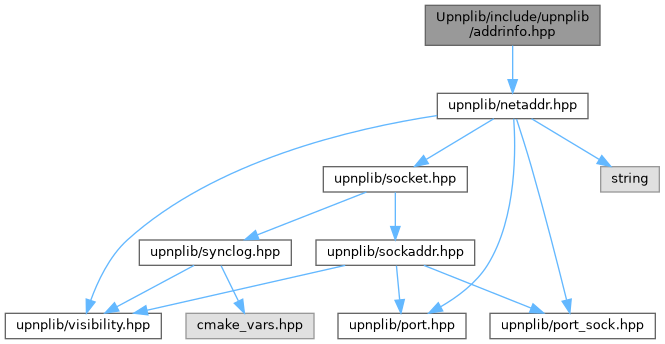 Upnplib/include/upnplib
/addrinfo.hpp
upnplib/netaddr.hpp
upnplib/socket.hpp
string
upnplib/synclog.hpp
upnplib/sockaddr.hpp
upnplib/visibility.hpp
cmake_vars.hpp
upnplib/port.hpp
upnplib/port_sock.hpp